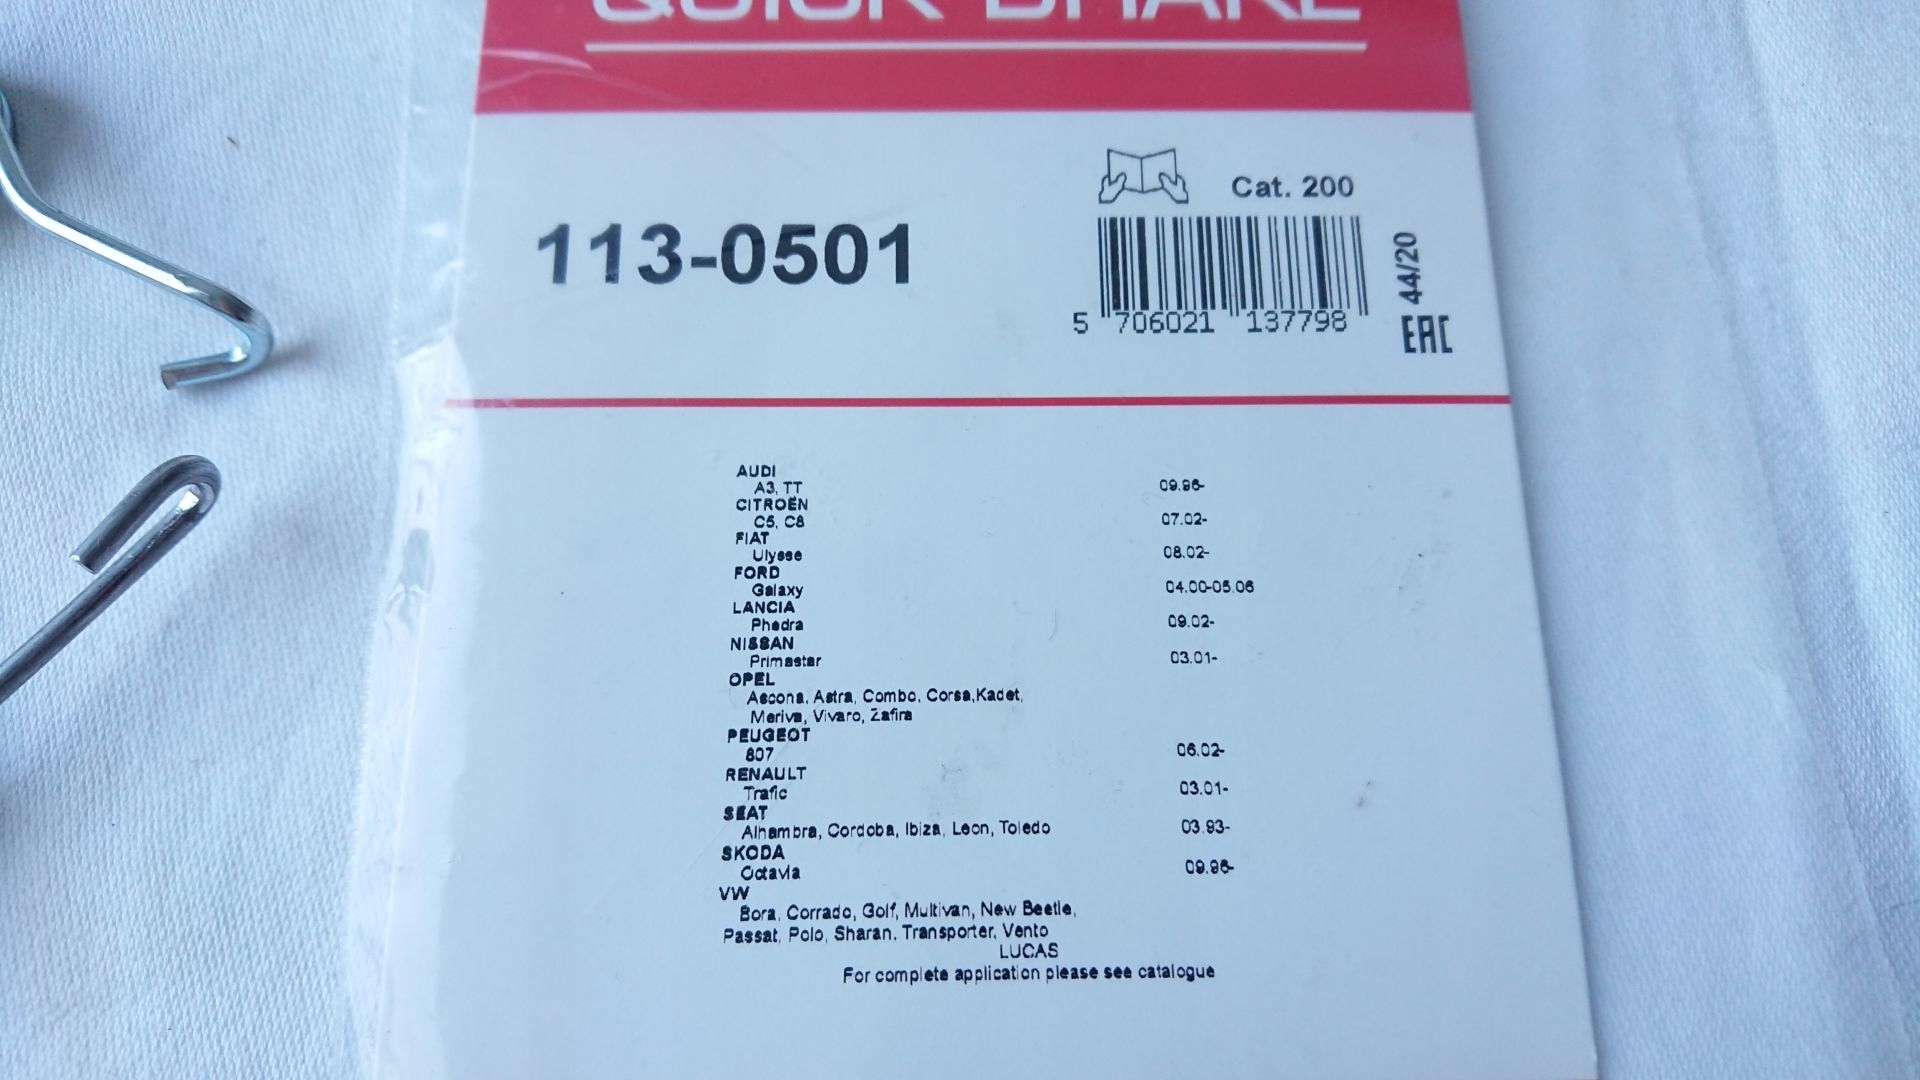 QUICK BRAKE
Cat. 200
113-0501
44/20
5 706021 137798
EAC
AUDI
A3, TT 09.96-
CITROËN
C5, C8 07.02-
FIAT
Ulysse 08.02-
FORD
Galaxy 04.00-05.06
LANCIA
Phedra 09.02-
NISSAN
Primastar 03.01-
OPEL
Ascona, Astra, Combo, Corsa,Kadet,
Meriva, Vivaro, Zafira
PEUGEOT
807 06.02-
RENAULT
Trafic 03.01-
SEAT
Alhambra, Cordoba, Ibiza, Leon, Toledo 03.93-
SKODA
Octavia 09.96-
VW
Bora, Corrado, Golf, Multivan, New Beetle,
Passat, Polo, Sharan, Transporter, Vento
LUCAS
For complete application please see catalogue